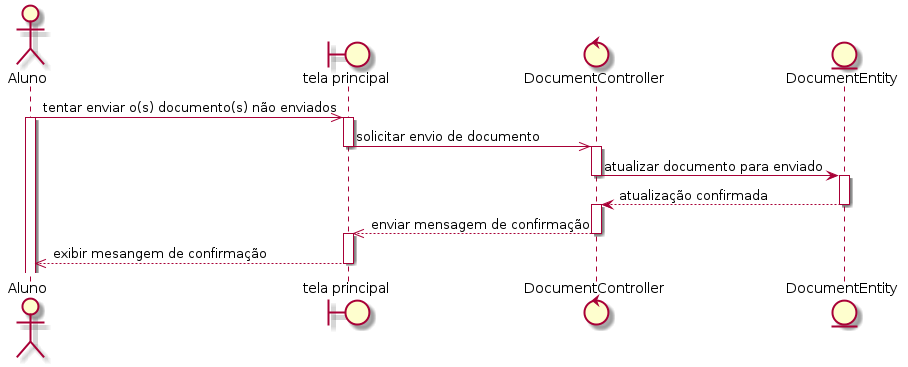 Aluno
tela principal
DocumentController
DocumentEntity
tentar enviar o(s) documento(s) não enviados
solicitar envio de documento
atualizar documento para enviado
atualização confirmada
enviar mensagem de confirmação
exibir mesangem de confirmação
Aluno
tela principal
DocumentController
DocumentEntity